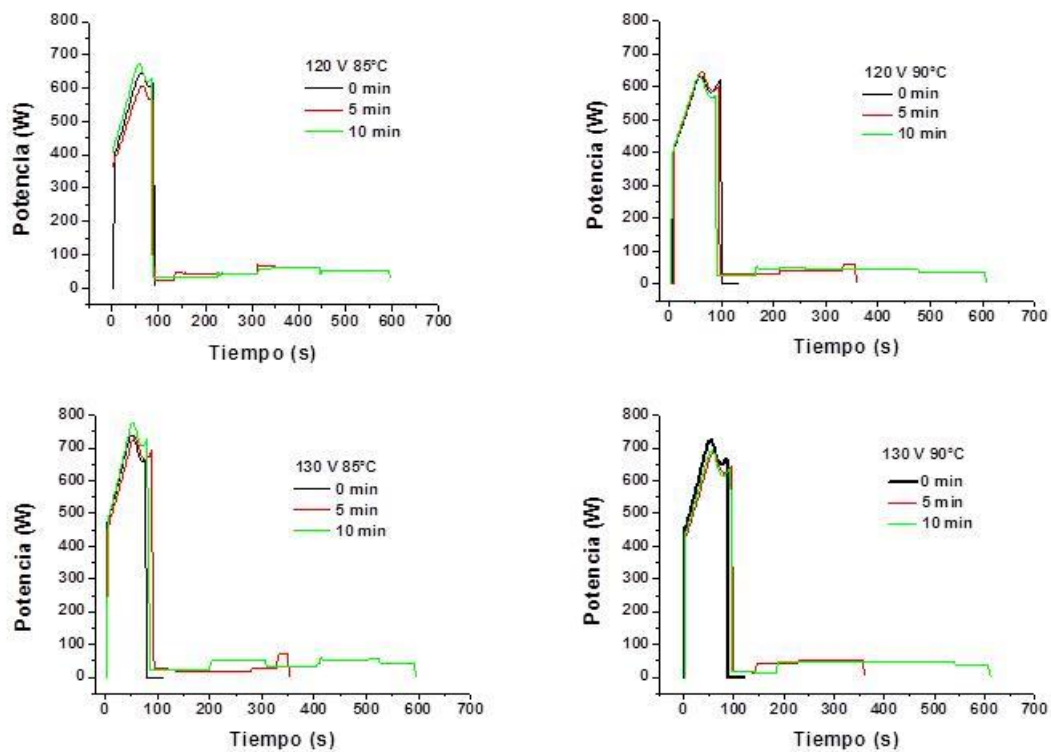 800
700
600
500
400
300
200
100
0
Potencia (W)
120 V 85°C
0 min
5 min
10 min
0 100 200 300 400 500 600 700
Tiempo (s)
800
700
600
500
400
300
200
100
0
Potencia (W)
120 V 90°C
0 min
5 min
10 min
0 100 200 300 400 500 600 700
Tiempo (s)
800
700
600
500
400
300
200
100
0
Potencia (W)
130 V 85°C
0 min
5 min
10 min
0 100 200 300 400 500 600 700
Tiempo (s)
800
700
600
500
400
300
200
100
0
Potencia (W)
130 V 90°C
0 min
5 min
10 min
0 100 200 300 400 500 600 700
Tiempo (s)